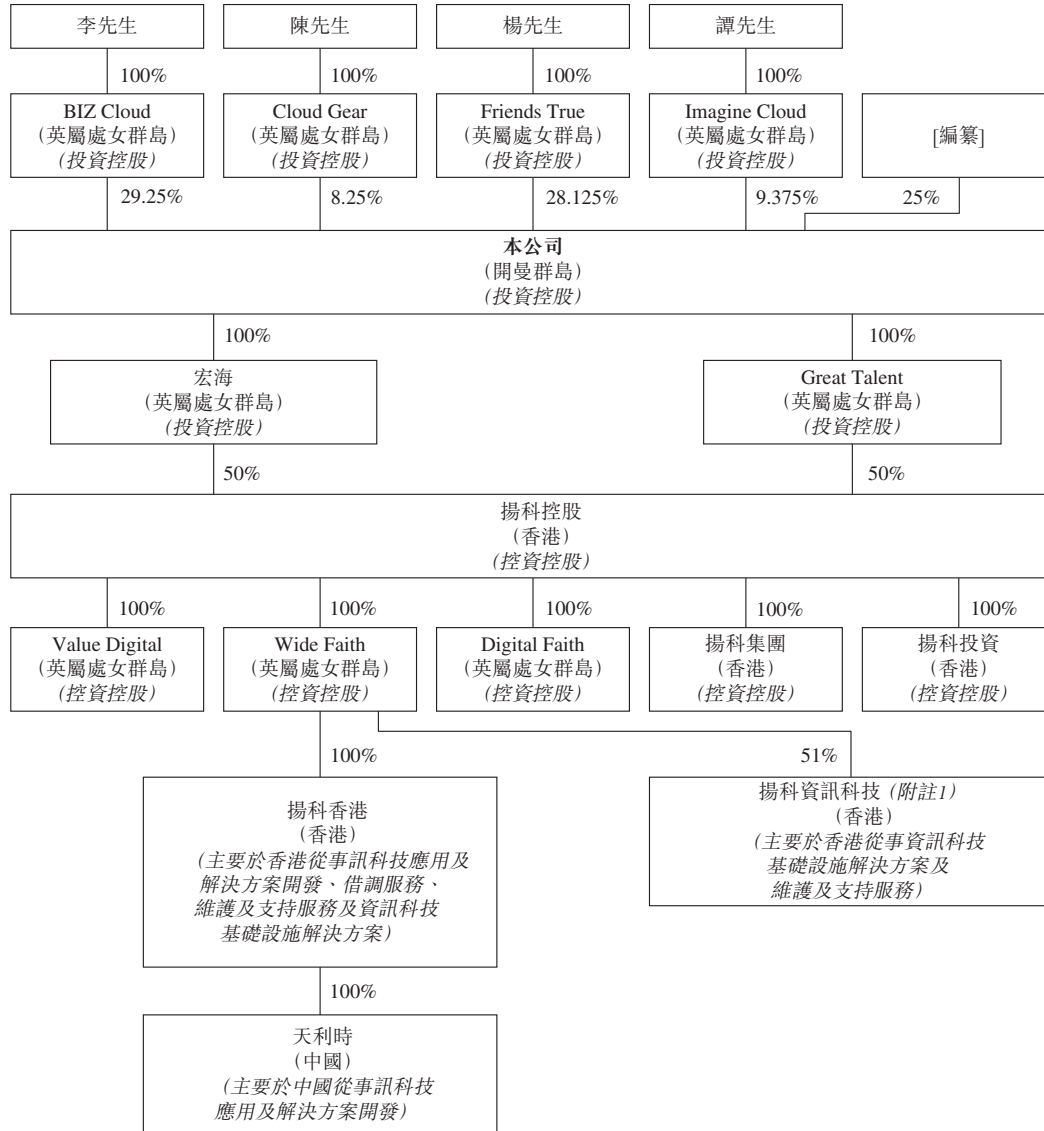 李先生
陳先生
楊先生
譚先生
100%
100%
100%
100%
BIZ Cloud
(英屬處女群島)
(投資控股)
Cloud Gear
(英屬處女群島)
(投資控股)
Friends True
(英屬處女群島)
(投資控股)
Imagine Cloud
(英屬處女群島)
(投資控股)
[編纂]
29.25%
8.25%
28.125%
9.375%
25%
本公司
(開曼群島)
(投資控股)
100%
100%
宏海
(英屬處女群島)
(投資控股)
Great Talent
(英屬處女群島)
(投資控股)
50%
50%
揚科控股
(香港)
(控資控股)
100%
100%
100%
100%
100%
Value Digital
(英屬處女群島)
(控資控股)
Wide Faith
(英屬處女群島)
(控資控股)
Digital Faith
(英屬處女群島)
(控資控股)
揚科集團
(香港)
(控資控股)
揚科投資
(香港)
(控資控股)
100%
51%
揚科香港
(香港)
(主要於香港從事訊科技應用及
解決方案開發、借調服務、
維護及支持服務及資訊科技
基礎設施解決方案)
揚科資訊科技 (附註1)
(香港)
(主要於香港從事資訊科技
基礎設施解決方案及
維護及支持服務)
100%
天利時
(中國)
(主要於中國從事訊科技
應用及解決方案開發)